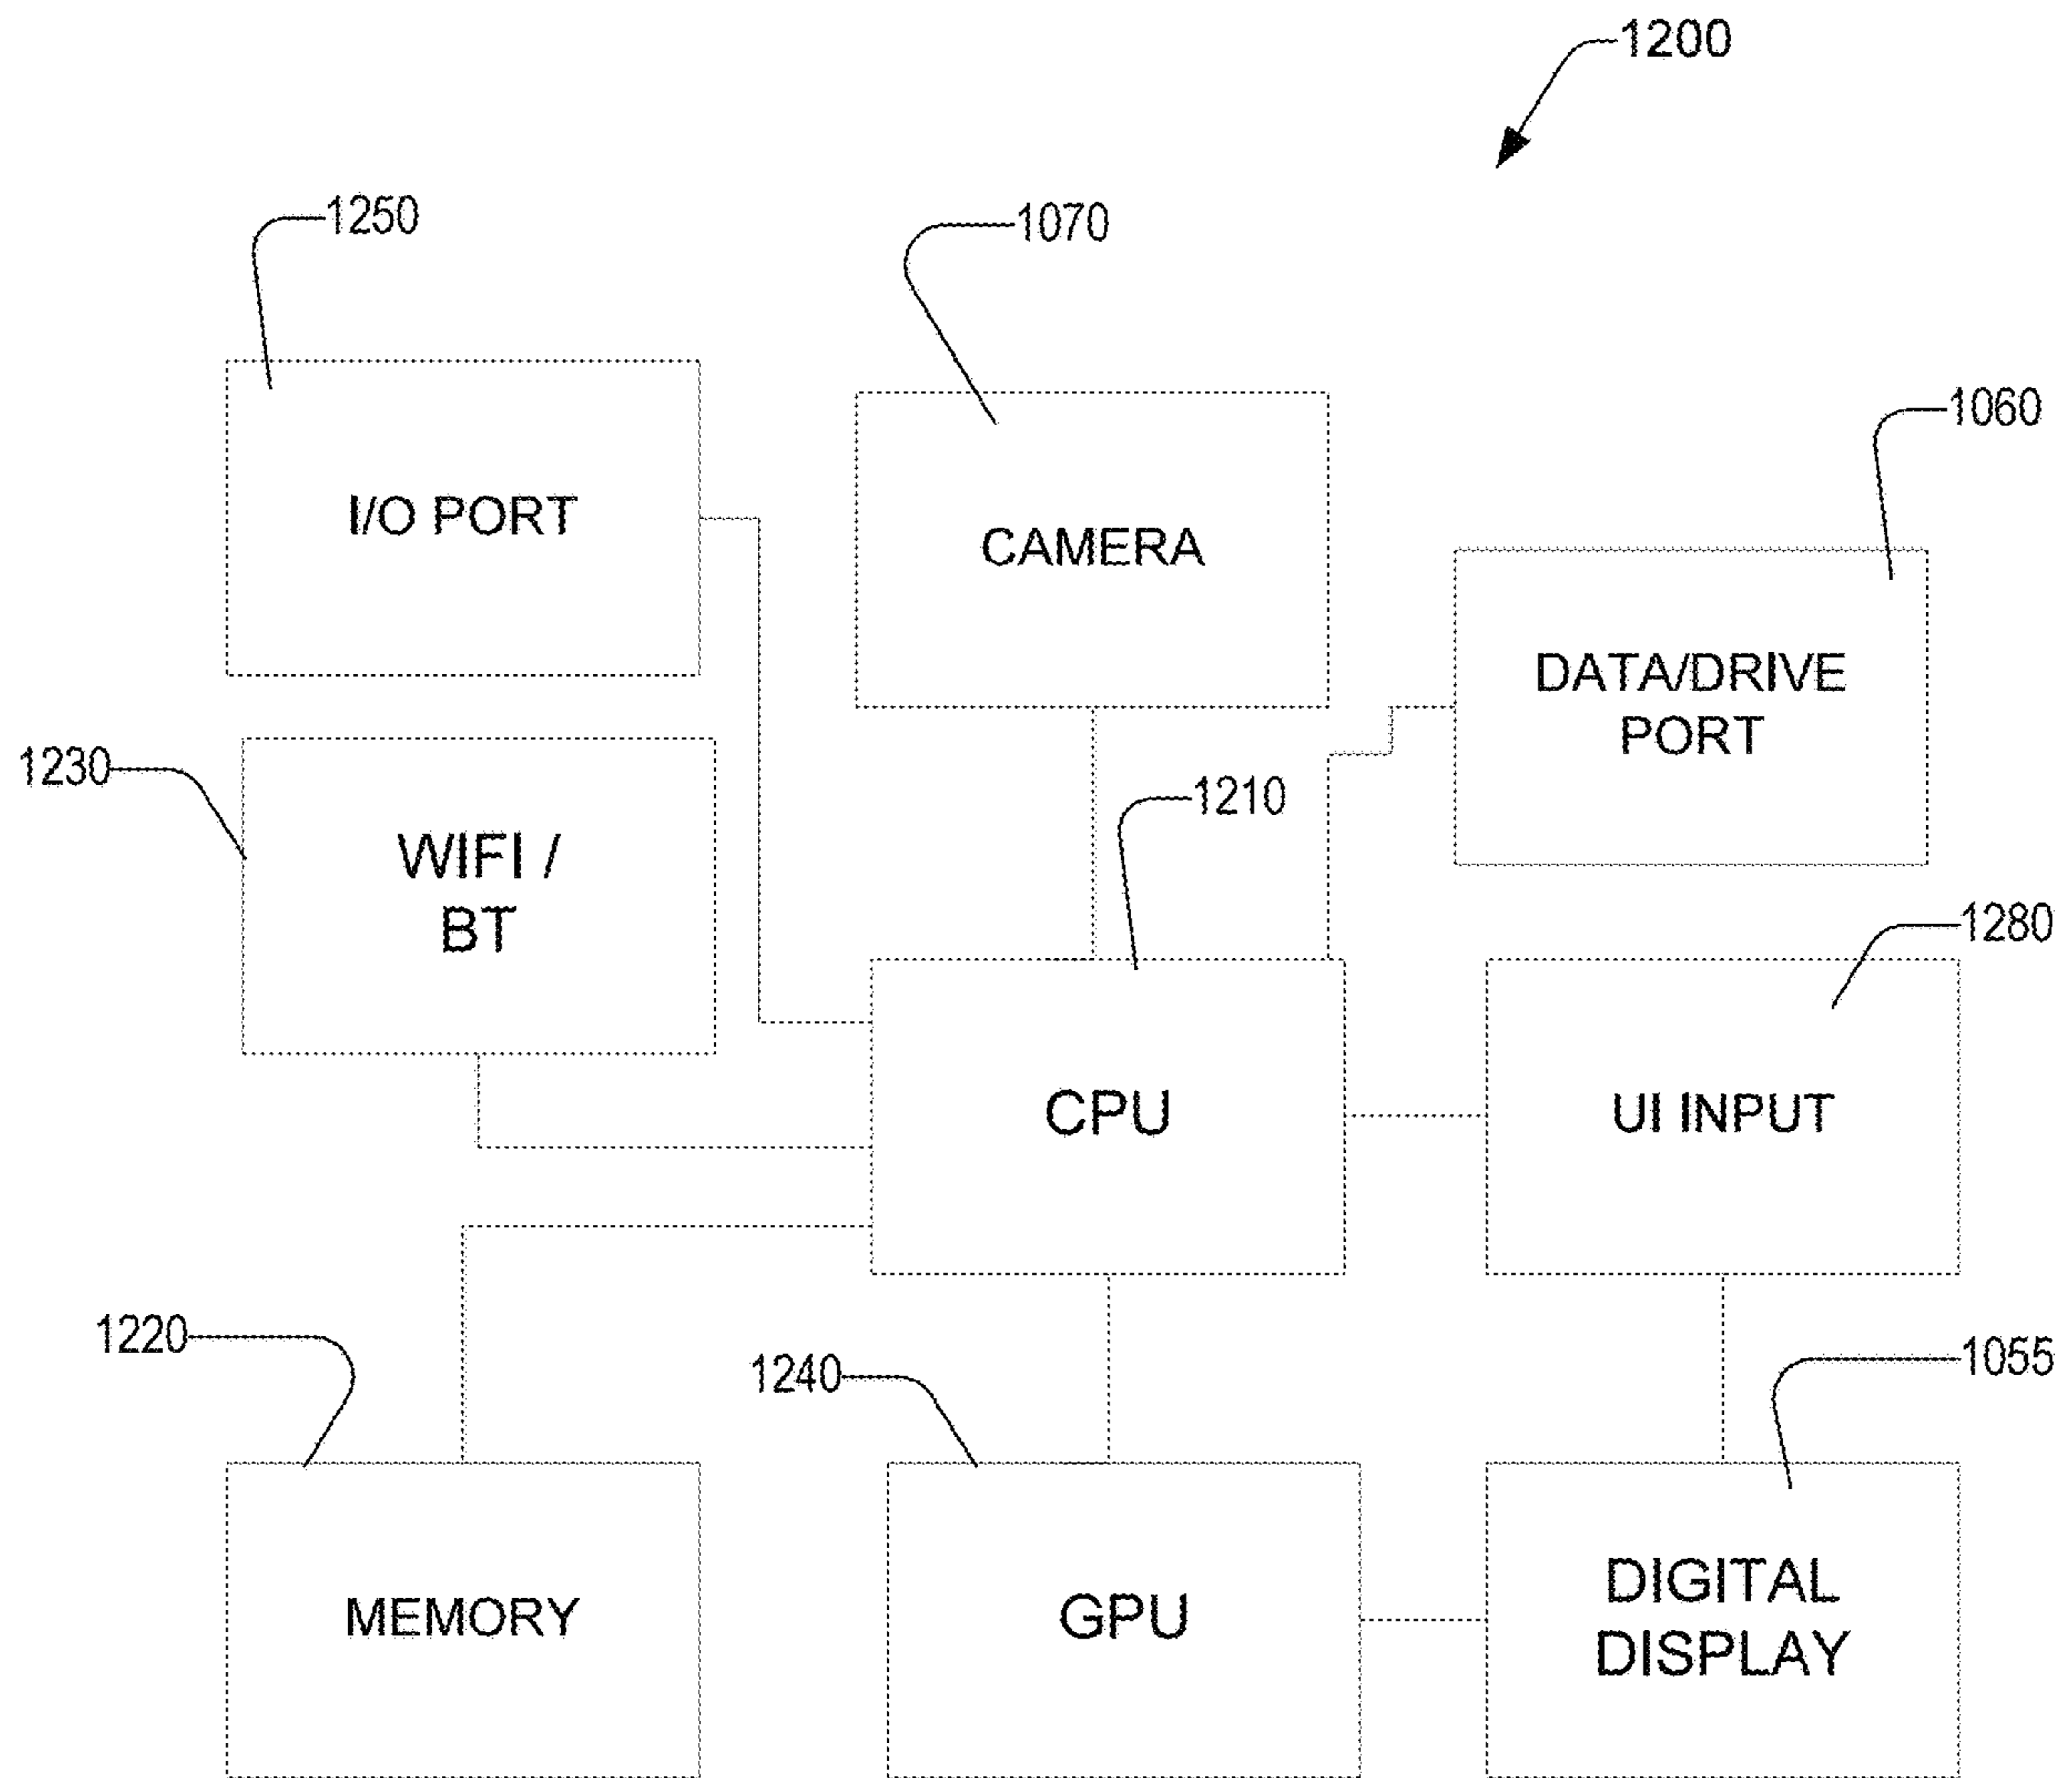 1200
1250
1070
1060
I/O PORT
CAMERA
DATA/DRIVE
PORT
1230
WIFI /
BT
1210
1280
CPU
UI INPUT
1220
1240
1055
MEMORY
GPU
DIGITAL
DISPLAY